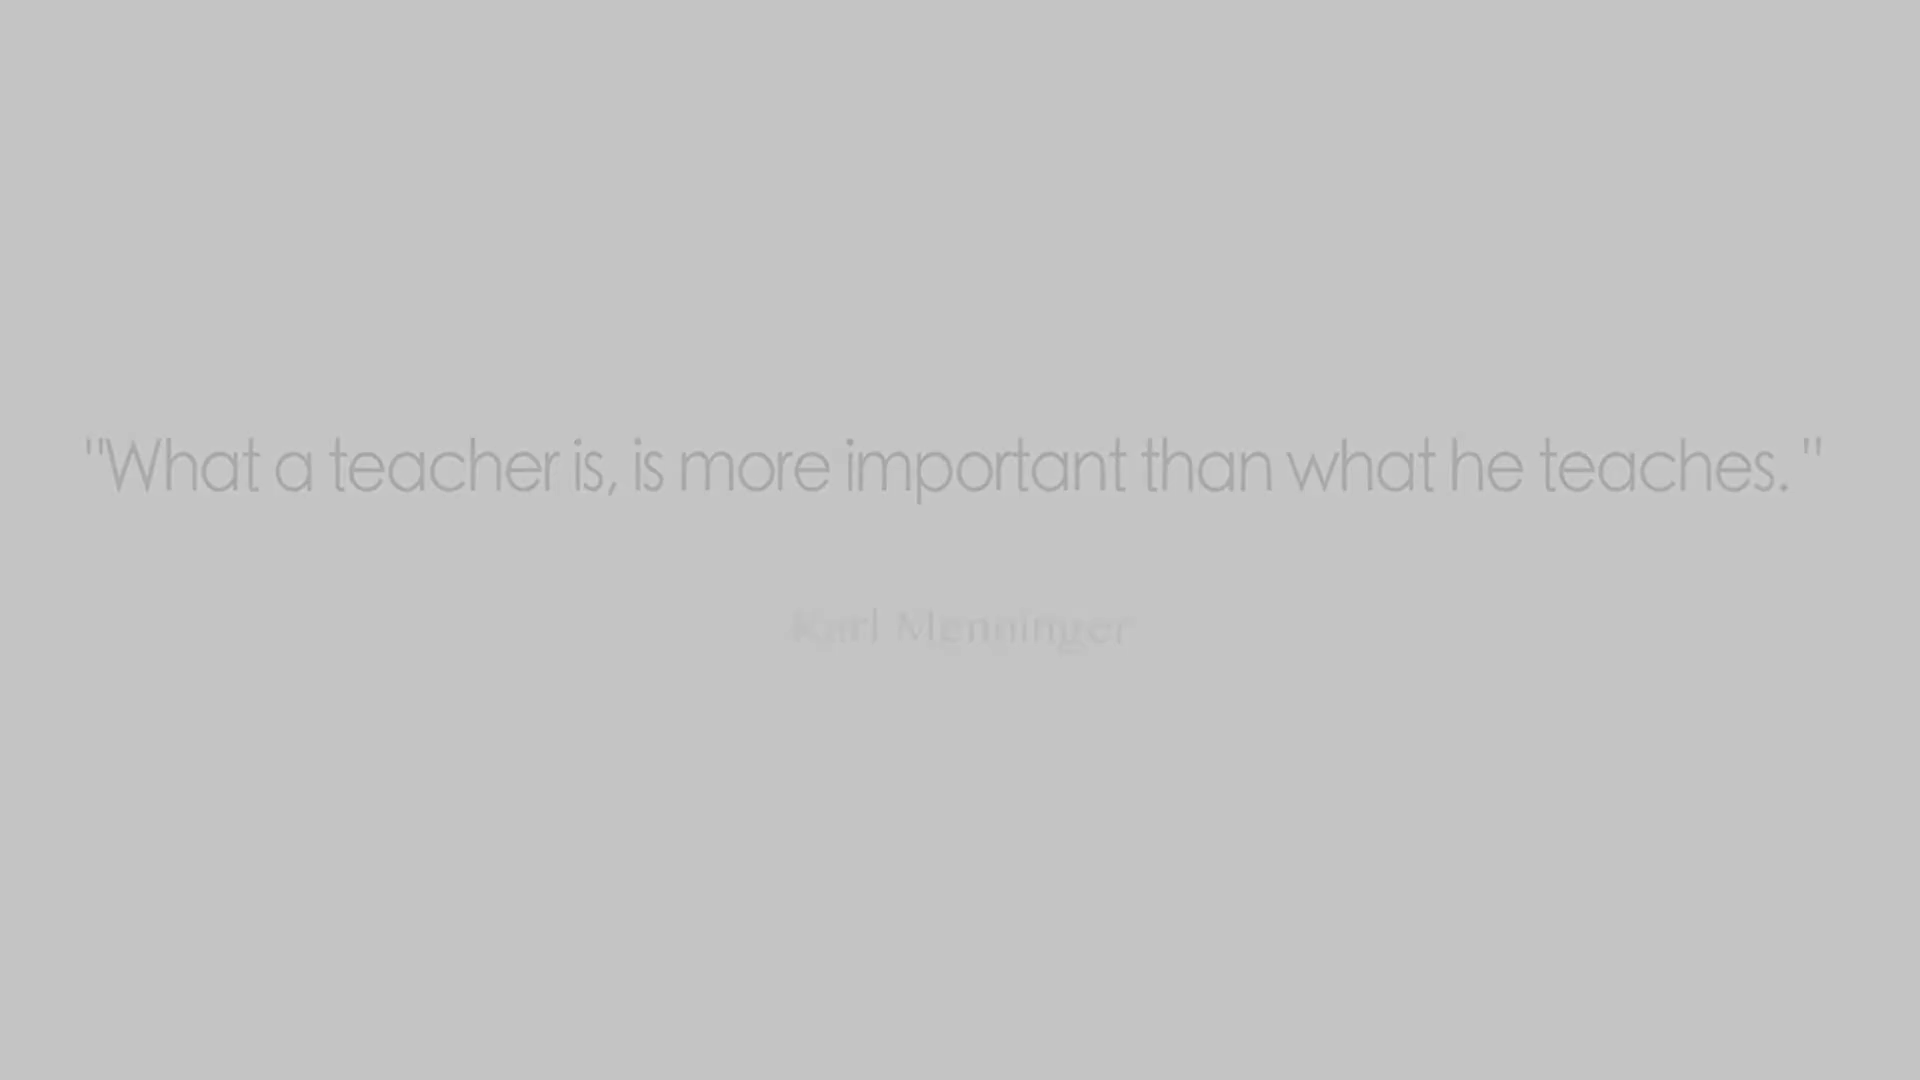 "What a teacher is, is more important than what he teaches. "
Karl Menninger